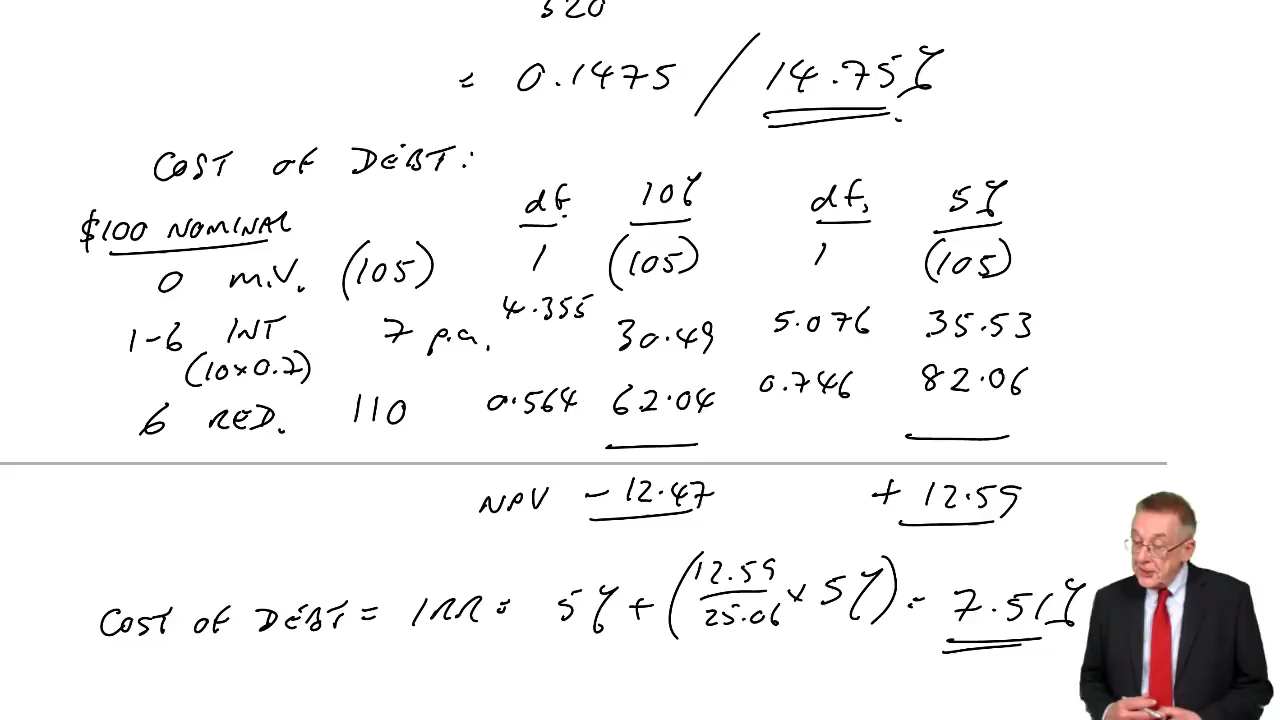 320
= 0.1475 / 14.75%
COST OF DEBT:
df. 10% df, 5%
$100 NOMINAL
0 M.V. (105) 1 (105) 1 (105)
1-6 INT 7 p.a. 4.355 30.49 5.076 35.53
(10×0.7)
6 RED. 110 0.564 62.04 0.746 82.06
NPV - 12.47 + 12.59
COST OF DEBT = IRR = 5% + (12.59/25.06 × 5%) = 7.51%